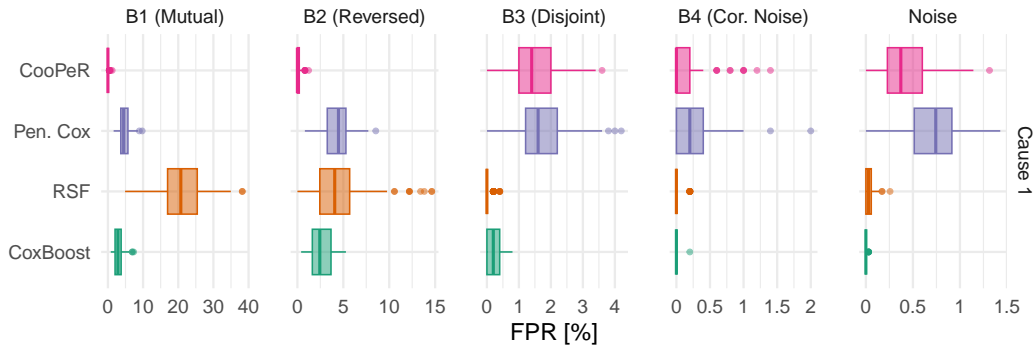 B1 (Mutual) B2 (Reversed) B3 (Disjoint) B4 (Cor. Noise) Noise
CooPeR
Pen. Cox
RSF
CoxBoost
Cause 1
0 10 20 30 40 0 5 10 15 0 1 2 3 4 0 0.5 1 1.5 2 0 0.5 1 1.5
FPR [%]